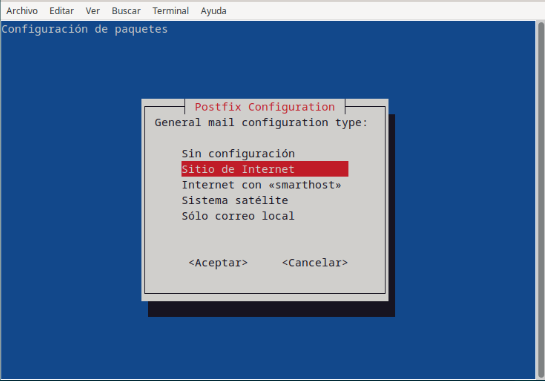 Archivo Editar Ver Buscar Terminal Ayuda
Configuración de paquetes
Postfix Configuration
General mail configuration type:
Sin configuración
Sitio de Internet
Internet con «smarthost»
Sistema satélite
Sólo correo local
<Aceptar> <Cancelar>